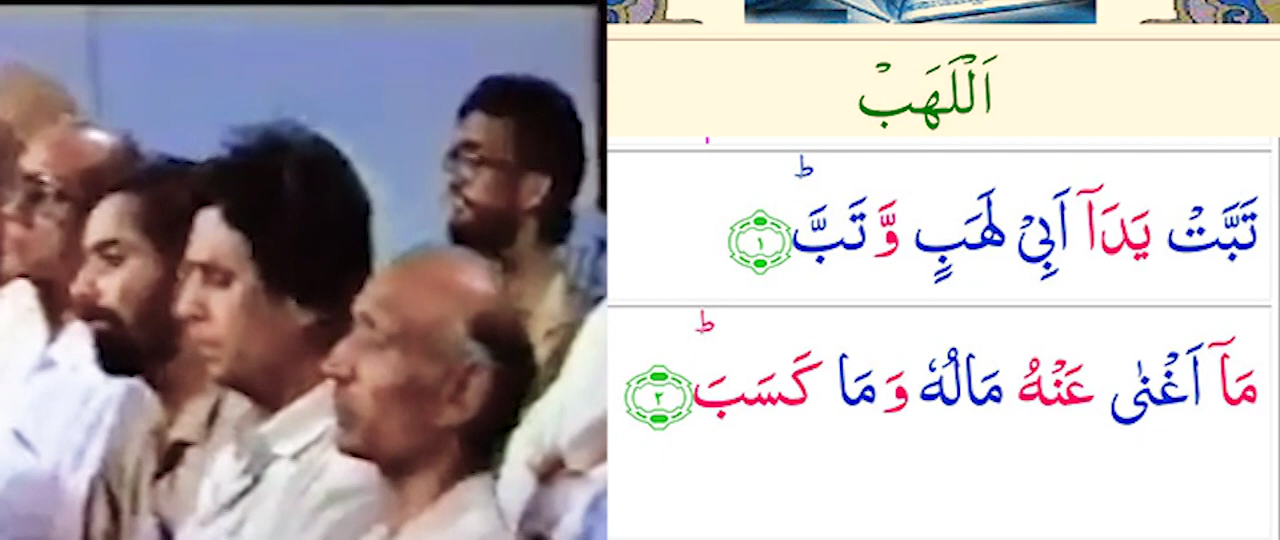 اَللَّهَبْ
تَبَّتْ يَدَآ اَبِيْ لَهَبٍ وَّ تَبَّ ؕ ۝١
مَآ اَغْنٰى عَنْهُ مَالُهٗ وَ مَا كَسَبَ ؕ ۝٢